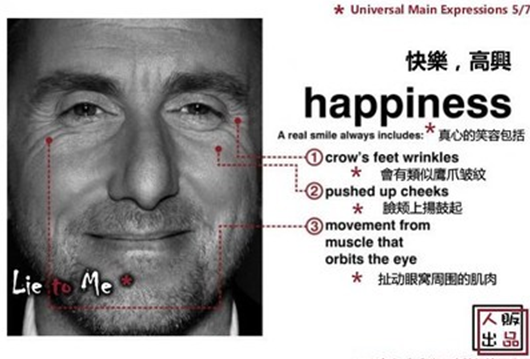 * Universal Main Expressions 5/7
快樂，高興
happiness
A real smile always includes: * 真心的笑容包括
① crow's feet wrinkles
* 會有類似鷹爪皱紋
② pushed up cheeks
* 臉颊上揚鼓起
③ movement from
muscle that
orbits the eye
* 扯动眼窝周围的肌肉
Lie to Me *
人販
出品